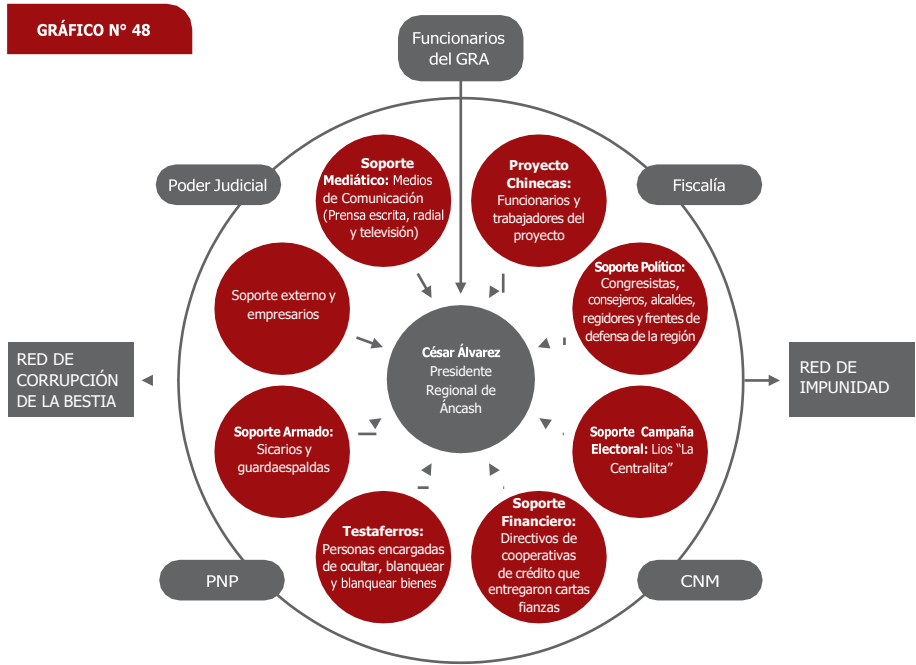 GRÁFICO N° 48
Funcionarios
del GRA
Poder Judicial
Soporte
Mediático: Medios
de Comunicación
(Prensa escrita, radial
y televisión)
Proyecto
Chinecas:
Funcionarios y
trabajadores del
proyecto
Fiscalía
Soporte externo y
empresarios
Soporte Político:
Congresistas,
consejeros, alcaldes,
regidores y frentes de
defensa de la región
RED DE
CORRUPCIÓN
DE LA BESTIA
César Álvarez
Presidente
Regional de
Áncash
RED DE
IMPUNIDAD
Soporte Armado:
Sicarios y
guardaespaldas
Soporte Campaña
Electoral: Lios “La
Centralita”
Testaferros:
Personas encargadas
de ocultar, blanquear
y blanquear bienes
Soporte
Financiero:
Directivos de
cooperativas
de crédito que
entregaron cartas
fianzas
PNP
CNM